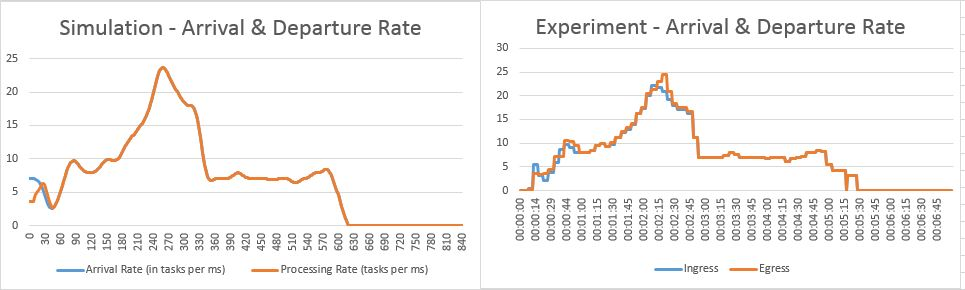 Simulation - Arrival & Departure Rate
25
20
15
10
5
0
0 30 60 90 120 150 180 210 240 270 300 330 360 390 420 450 480 510 540 570 600 630 660 690 720 750 780 810 840
Arrival Rate (in tasks per ms) Processing Rate (tasks per ms)
Experiment - Arrival & Departure Rate
30
25
20
15
10
5
0
00:00:00 00:00:14 00:00:29 00:00:44 00:01:00 00:01:15 00:01:30 00:01:45 00:02:00 00:02:15 00:02:30 00:02:45 00:03:00 00:03:15 00:03:30 00:03:45 00:04:00 00:04:15 00:04:30 00:04:45 00:05:00 00:05:15 00:05:30 00:05:45 00:06:00 00:06:15 00:06:30 00:06:45
Ingress Egress